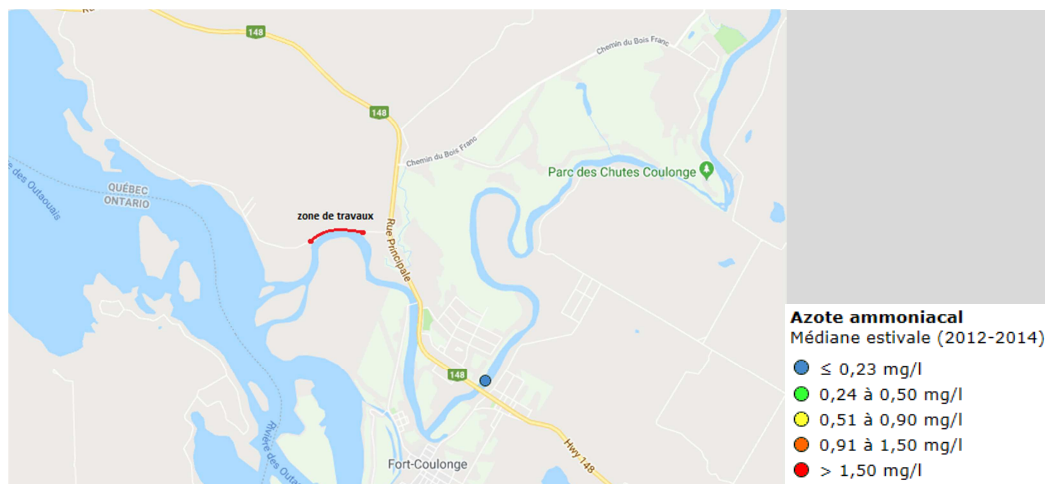 Ru
148
Chemin du Bois Franc
148
Chemin du Bois Franc
Parc des Chutes Coulonge
re des Outaouais
QUÉBEC
ONTARIO
zone de travaux
Rue Principale
148
Hwy 148
Rivière des Outaou
Fort-Coulonge
Azote ammoniacal
Médiane estivale (2012-2014)
≤ 0,23 mg/l
0,24 à 0,50 mg/l
0,51 à 0,90 mg/l
0,91 à 1,50 mg/l
> 1,50 mg/l